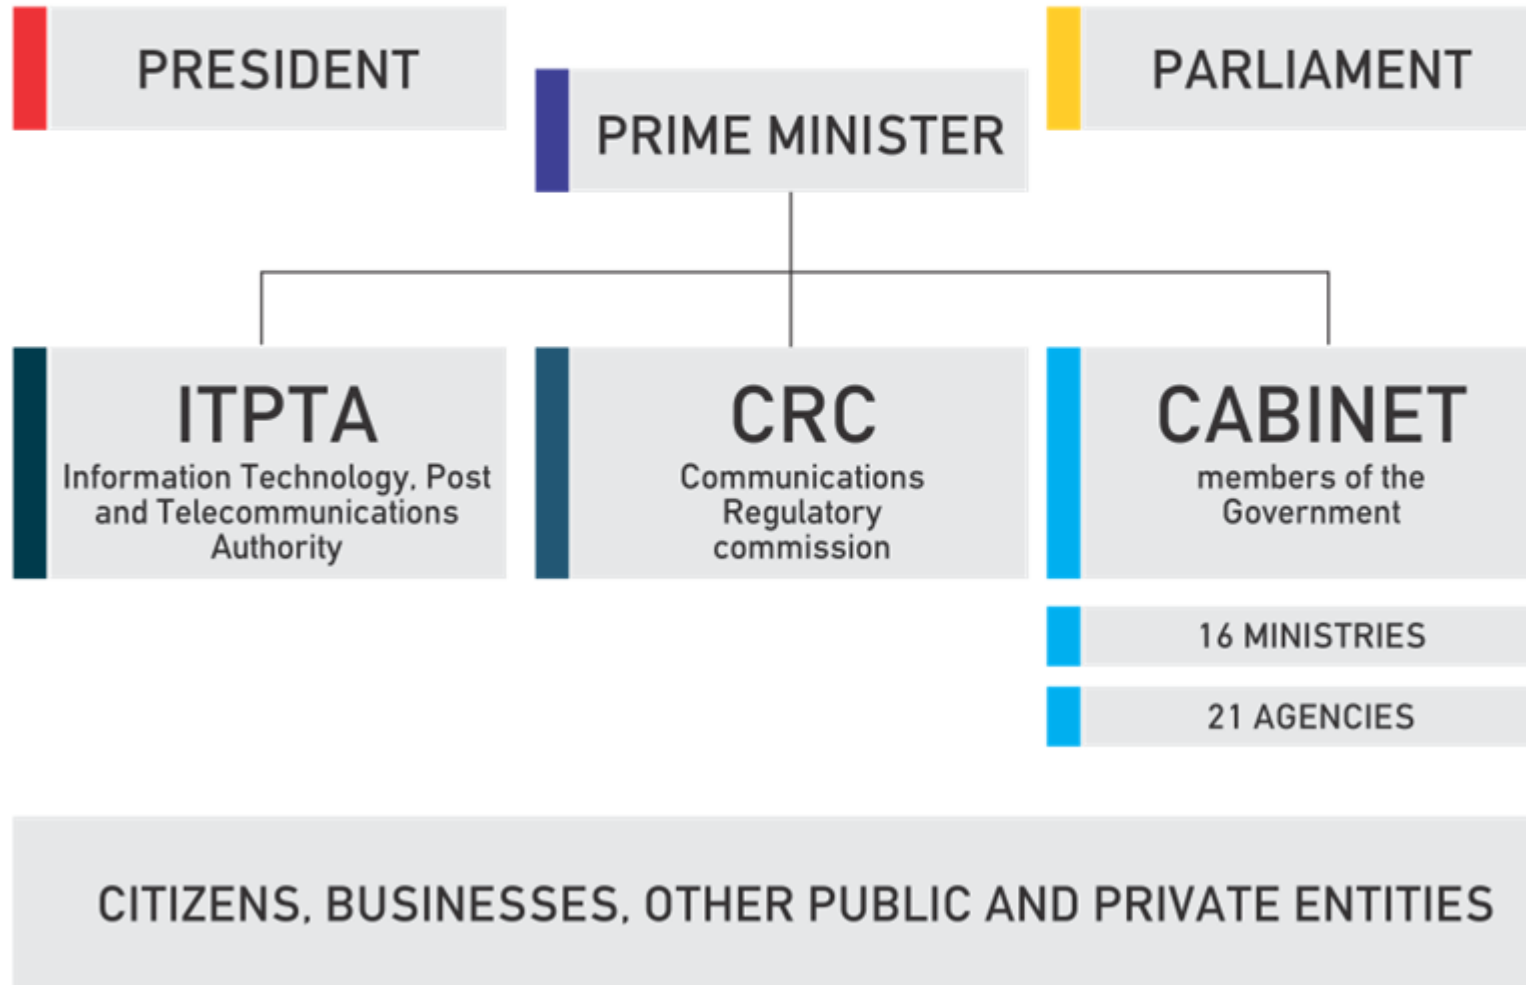 PRESIDENT
PARLIAMENT
PRIME MINISTER
ITPTA
Information Technology, Post
and Telecommunications
Authority
CRC
Communications
Regulatory
commission
CABINET
members of the
Government
16 MINISTRIES
21 AGENCIES
CITIZENS, BUSINESSES, OTHER PUBLIC AND PRIVATE ENTITIES